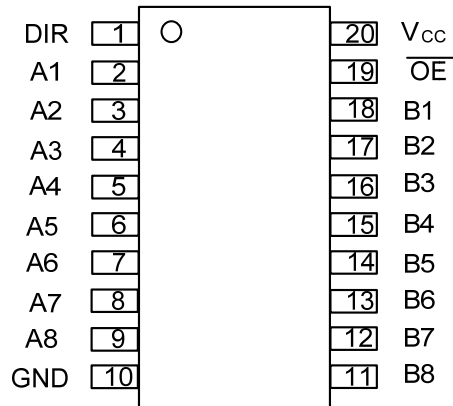 DIR 1 20 Vcc
A1 2 19 OE
A2 3 18 B1
A3 4 17 B2
A4 5 16 B3
A5 6 15 B4
A6 7 14 B5
A7 8 13 B6
A8 9 12 B7
GND 10 11 B8